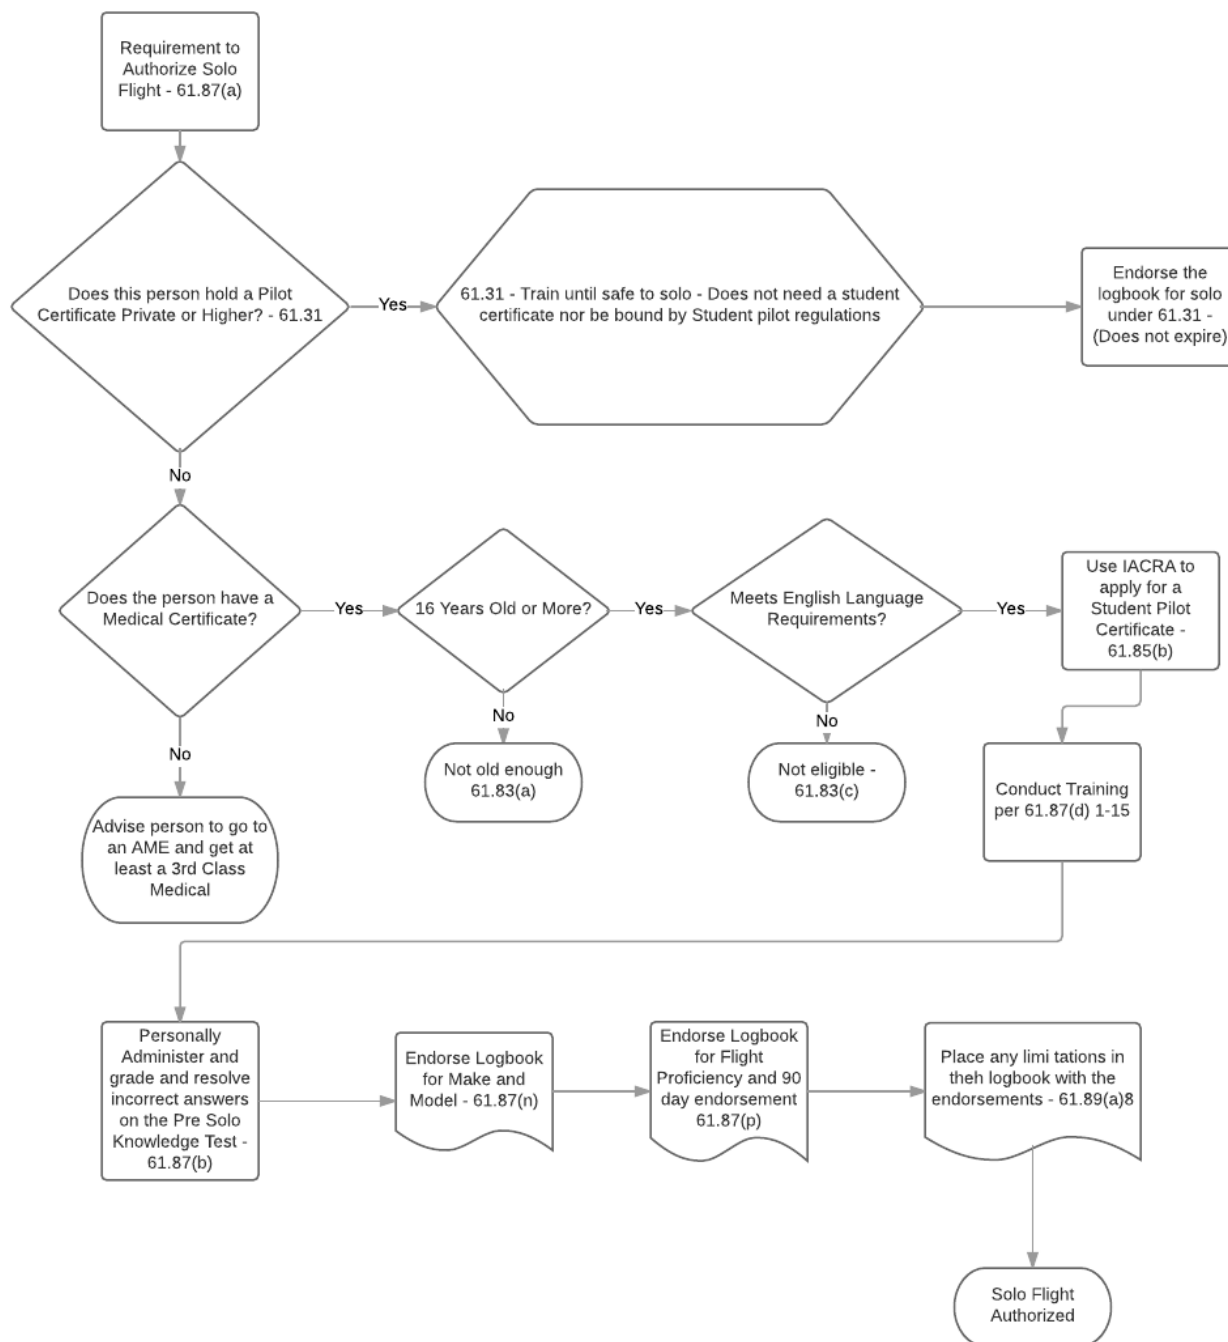 Requirement to
Authorize Solo
Flight - 61.87(a)
Does this person hold a Pilot
Certificate Private or Higher? - 61.31
Yes
61.31 - Train until safe to solo - Does not need a student
certificate nor be bound by Student pilot regulations
Endorse the
logbook for solo
under 61.31 -
(Does not expire)
No
Does the person have a
Medical Certificate?
Yes
16 Years Old or More?
Yes
Meets English Language
Requirements?
Yes
Use IACRA to
apply for a
Student Pilot
Certificate -
61.85(b)
No
Advise person to go to
an AME and get at
least a 3rd Class
Medical
No
Not old enough
61.83(a)
No
Not eligible -
61.83(c)
Conduct Training
per 61.87(d) 1-15
Personally
Administer and
grade and resolve
incorrect answers
on the Pre Solo
Knowledge Test -
61.87(b)
Endorse Logbook
for Make and
Model - 61.87(n)
Endorse Logbook
for Flight
Proficiency and 90
day endorsement
61.87(p)
Place any limi tations in
theh logbook with the
endorsements - 61.89(a)8
Solo Flight
Authorized